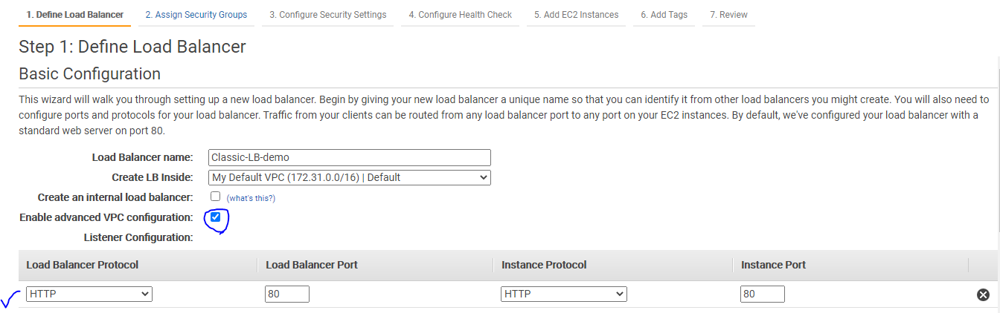 1. Define Load Balancer 2. Assign Security Groups 3. Configure Security Settings 4. Configure Health Check 5. Add EC2 Instances 6. Add Tags 7. Review
Step 1: Define Load Balancer
Basic Configuration
This wizard will walk you through setting up a new load balancer. Begin by giving your new load balancer a unique name so that you can identify it from other load balancers you might create. You will also need to
configure ports and protocols for your load balancer. Traffic from your clients can be routed from any load balancer port to any port on your EC2 instances. By default, we've configured your load balancer with a
standard web server on port 80.
Load Balancer name: Classic-LB-demo
Create LB Inside: My Default VPC (172.31.0.0/16) | Default
Create an internal load balancer: (what's this?)
Enable advanced VPC configuration:
Listener Configuration:
Load Balancer Protocol Load Balancer Port Instance Protocol Instance Port
HTTP 80 HTTP 80